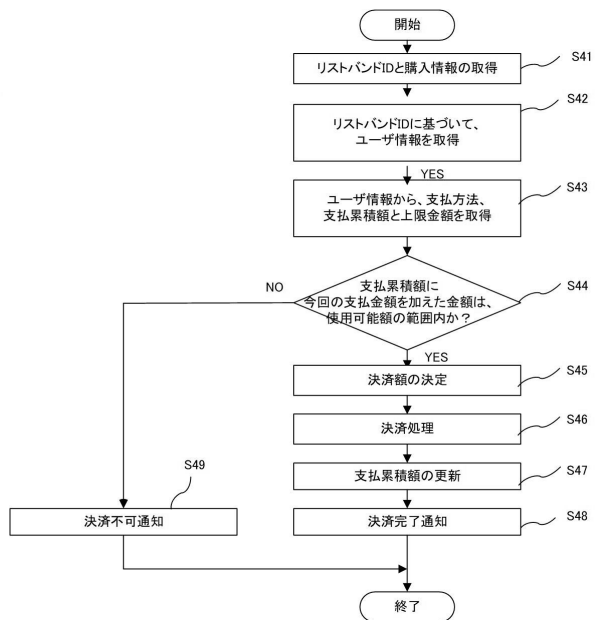 開始
リストバンドIDと購入情報の取得
S41
リストバンドIDに基づいて、
ユーザ情報を取得
S42
YES
ユーザ情報から、支払方法、
支払累積額と上限金額を取得
S43
支払累積額に
今回の支払金額を加えた金額は、
使用可能額の範囲内か?
S44
NO
YES
決済額の決定
S45
決済処理
S46
支払累積額の更新
S47
決済不可通知
S49
決済完了通知
S48
終了